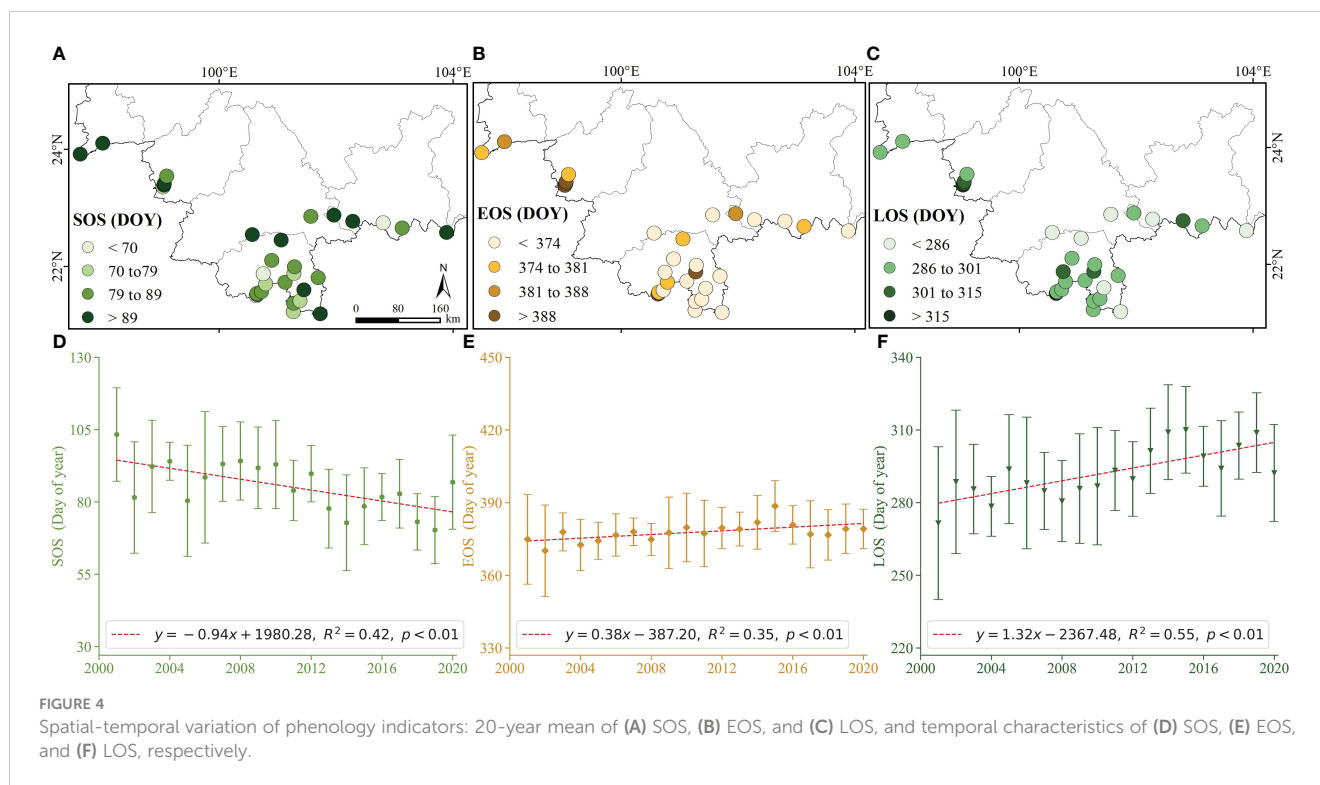 A
B
C
100°E
104°E
100°E
104°E
100°E
104°E
24°N
22°N
SOS (DOY)
< 70
70 to79
79 to 89
> 89
N
0 80 160
km
24°N
22°N
EOS (DOY)
< 374
374 to 381
381 to 388
> 388
24°N
22°N
LOS (DOY)
< 286
286 to 301
301 to 315
> 315
D
E
F
SOS (Day of year)
130
105
80
55
30
2000 2004 2008 2012 2016 2020
y = − 0.94x + 1980.28, R² = 0.42, p < 0.01
EOS (Day of year)
450
420
390
360
330
2000 2004 2008 2012 2016 2020
y = 0.38x − 387.20, R² = 0.35, p < 0.01
LOS (Day of year)
340
310
280
250
220
2000 2004 2008 2012 2016 2020
y = 1.32x − 2367.48, R² = 0.55, p < 0.01
FIGURE 4
Spatial-temporal variation of phenology indicators: 20-year mean of (A) SOS, (B) EOS, and (C) LOS, and temporal characteristics of (D) SOS, (E) EOS,
and (F) LOS, respectively.